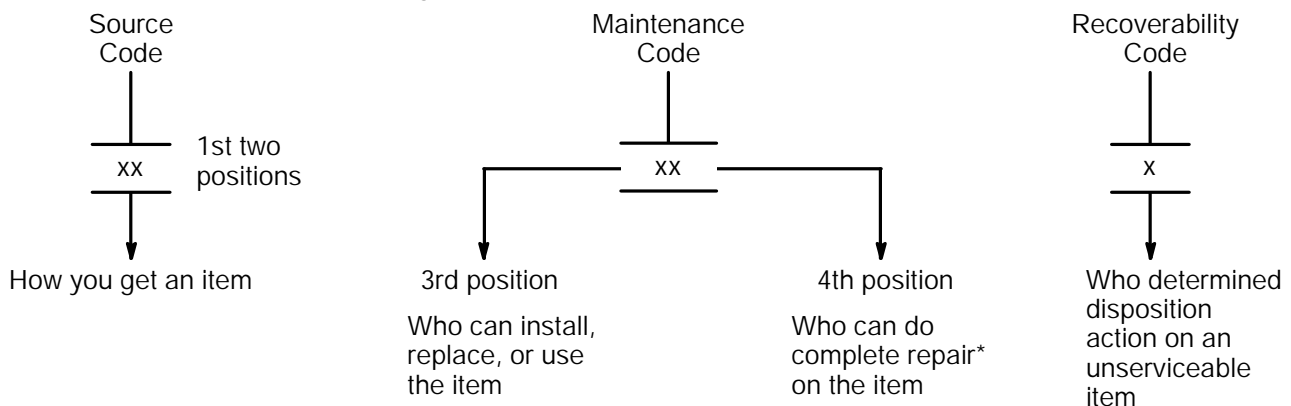 Source
Code
xx
1st two
positions
How you get an item
Maintenance
Code
xx
3rd position
Who can install,
replace, or use
the item
4th position
Who can do
complete repair*
on the item
Recoverability
Code
x
Who determined
disposition
action on an
unserviceable
item